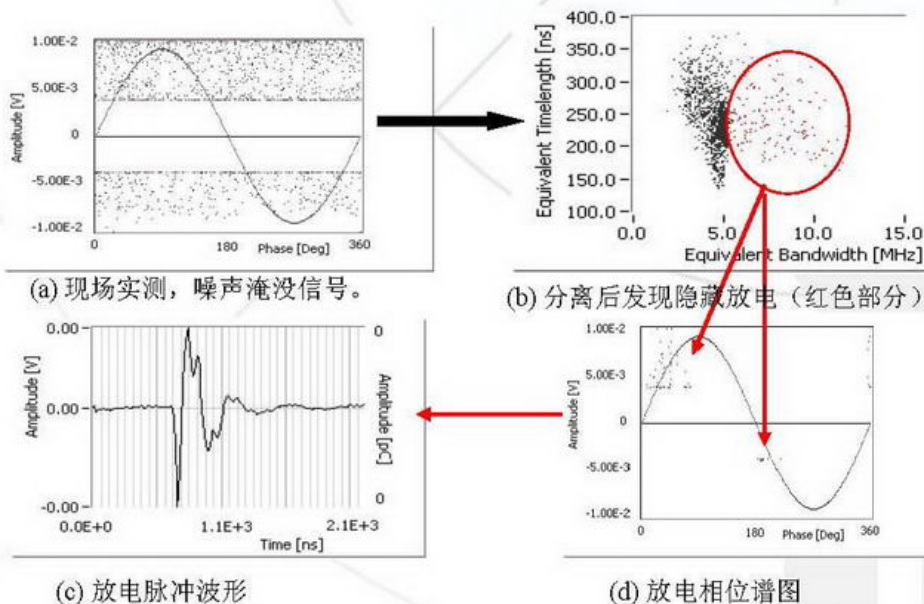 1.00E-2
5.00E-3
0
-5.00E-3
-1.00E-2
Amplitude [V]
0
180
360
Phase [Deg]
(a) 现场实测，噪声淹没信号。
400.0
350.0
300.0
250.0
200.0
150.0
100.0
Equivalent Timelength [ns]
0.0
5.0
10.0
15.0
Equivalent Bandwidth [MHz]
(b) 分离后发现隐藏放电（红色部分）
0.00
0.00
-0.00
Amplitude [V]
0
0
Amplitude [pC]
0.0E+0
1.1E+3
2.1E+3
Time [ns]
(c) 放电脉冲波形
1.00E-2
5.00E-3
0
-5.00E-3
-1.00E-2
Amplitude [V]
0
180
360
Phase [Deg]
(d) 放电相位谱图